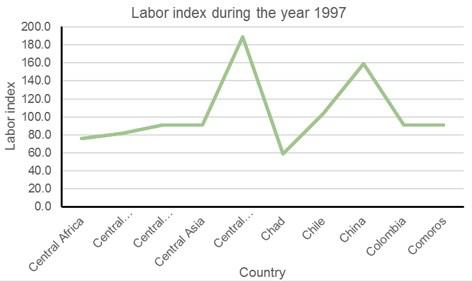 Labor index during the year 1997
200.0
180.0
160.0
140.0
120.0
100.0
80.0
60.0
40.0
20.0
0.0
Labor index
Central Africa
Central...
Central...
Central Asia
Central...
Chad
Chile
China
Colombia
Comoros
Country